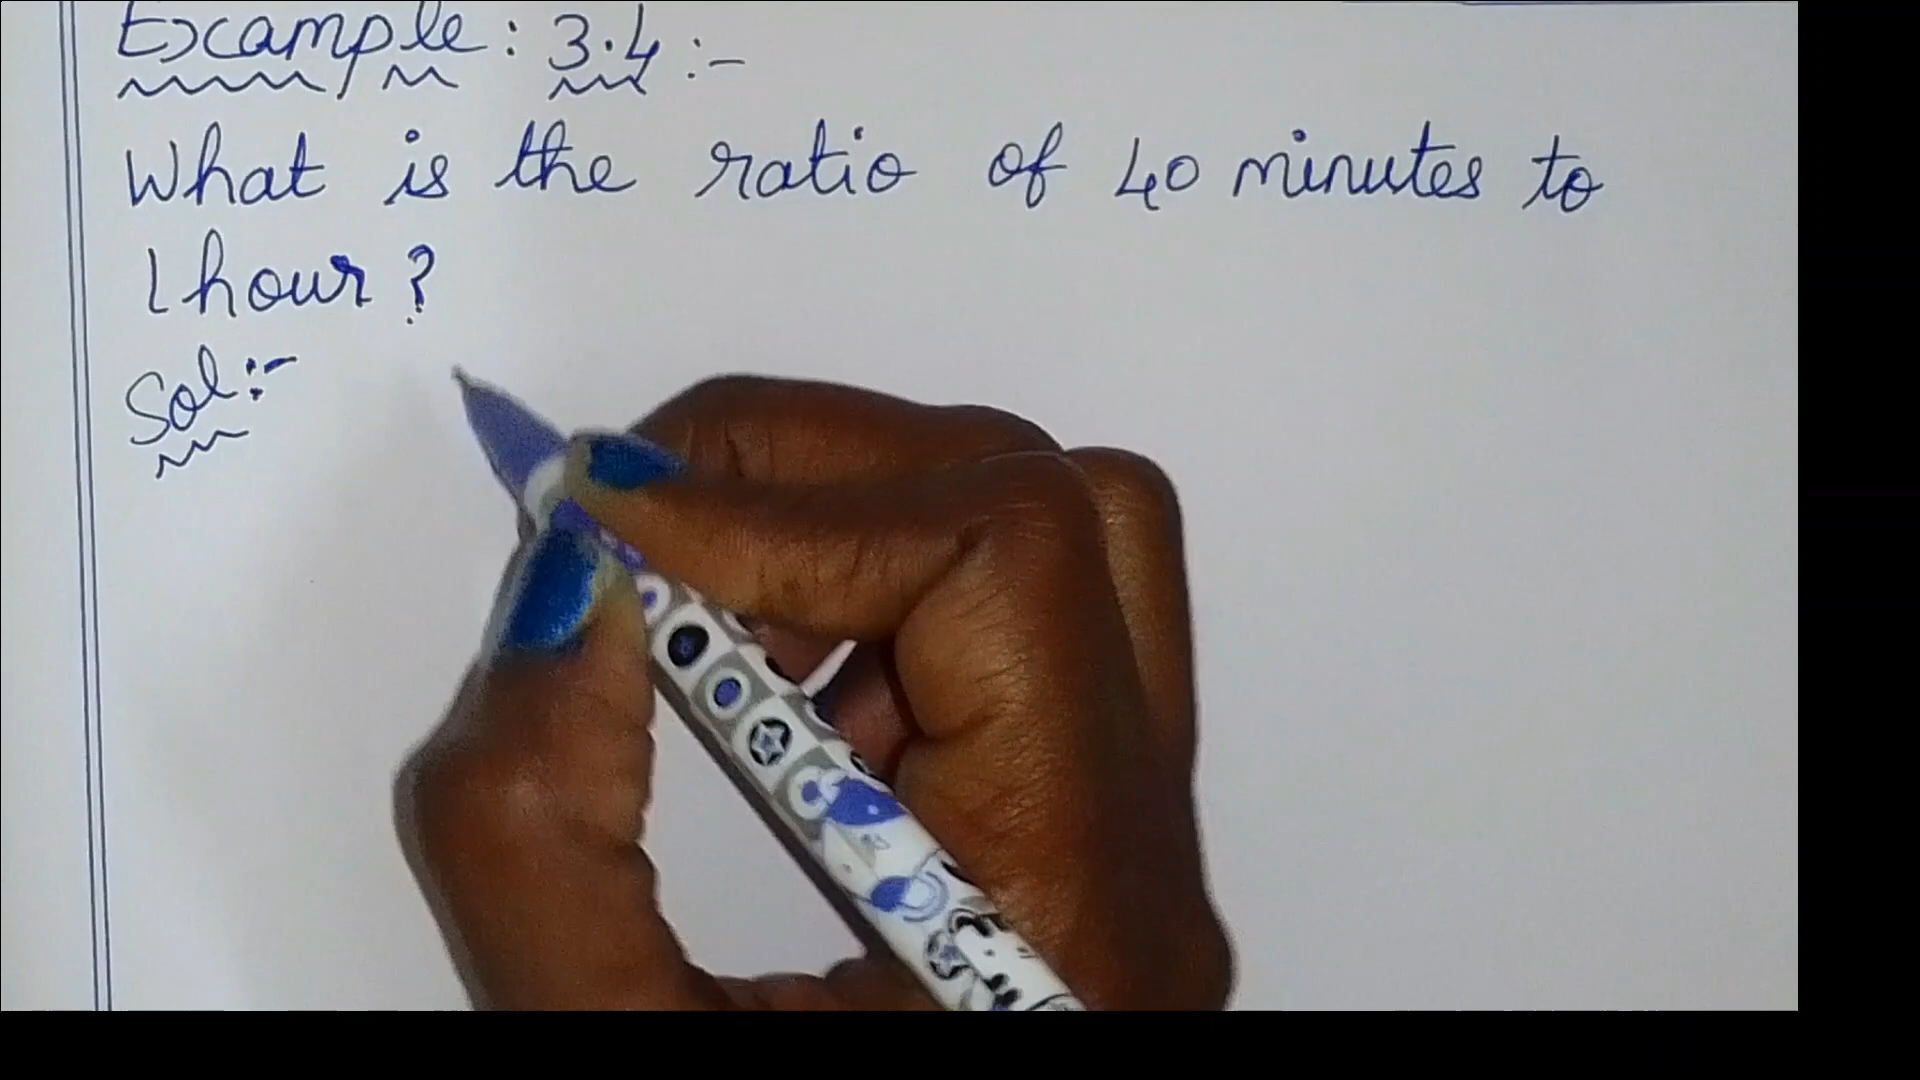 Example: 3.4:-
What is the ratio of 40 minutes to
1 hour?
Sol:-